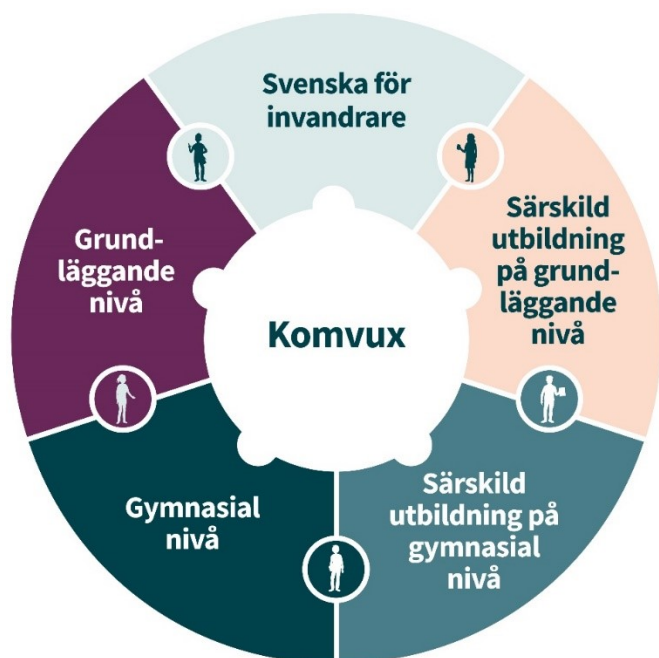 Svenska för
invandrare
Särskild
utbildning
på grund-
läggande
nivå
Särskild
utbildning på
gymnasial
nivå
Gymnasial
nivå
Grund-
läggande
nivå
Komvux